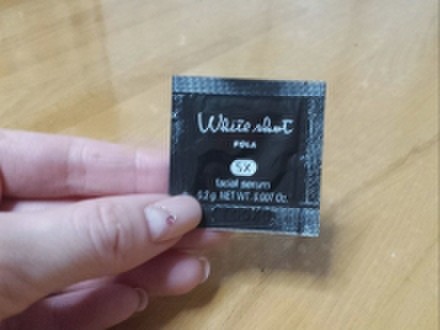 White shot
POLA
SX
facial serum
0.2 g NET WT. 0.007 Oz.